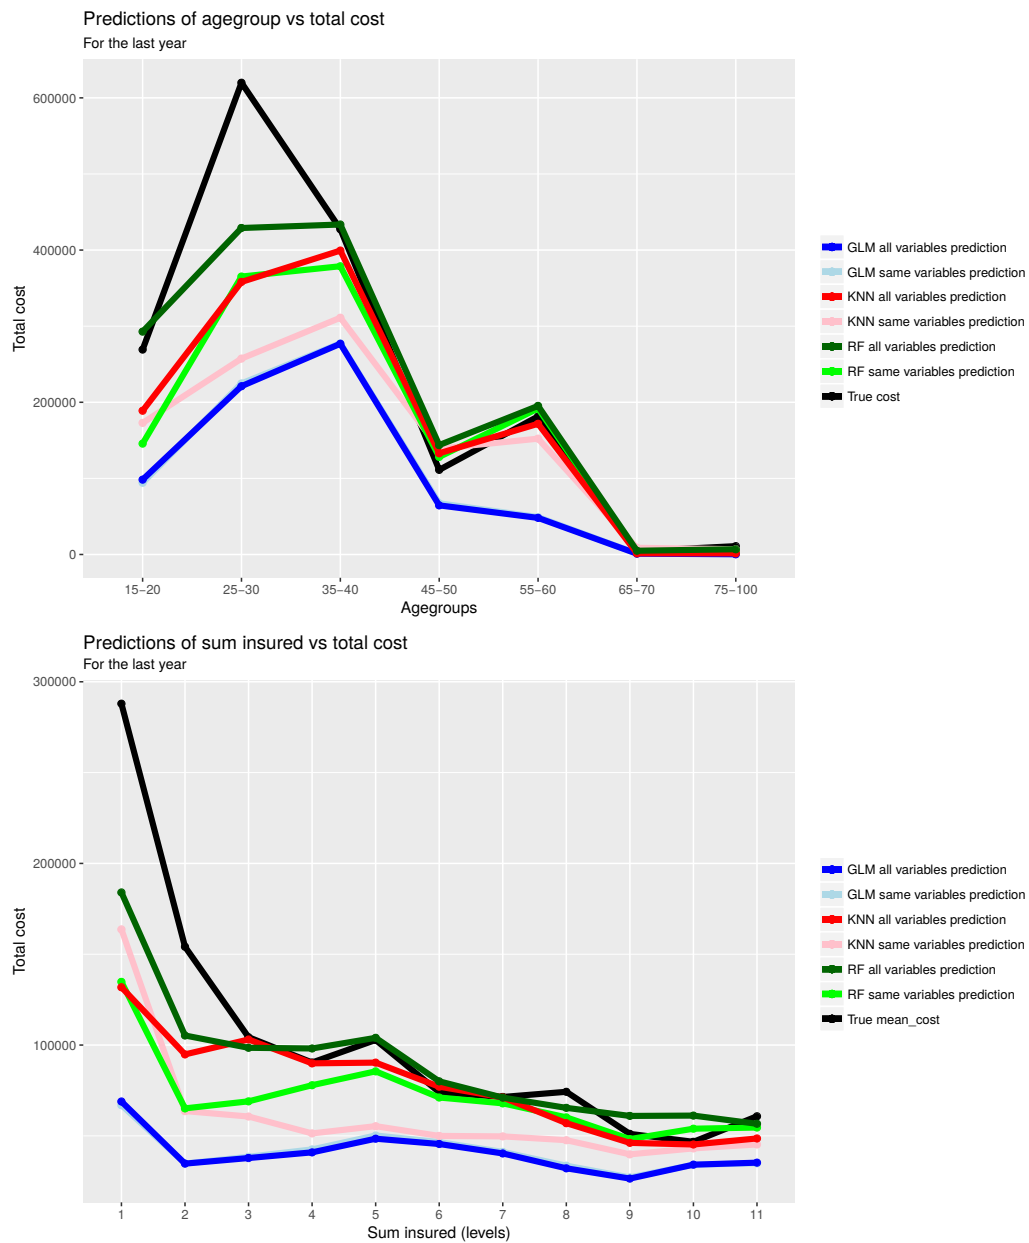 Predictions of agegroup vs total cost
For the last year
600000
400000
200000
0
Total cost
15−20 25−30 35−40 45−50 55−60 65−70 75−100
Agegroups
GLM all variables prediction
GLM same variables prediction
KNN all variables prediction
KNN same variables prediction
RF all variables prediction
RF same variables prediction
True cost
Predictions of sum insured vs total cost
For the last year
300000
200000
100000
Total cost
1 2 3 4 5 6 7 8 9 10 11
Sum insured (levels)
GLM all variables prediction
GLM same variables prediction
KNN all variables prediction
KNN same variables prediction
RF all variables prediction
RF same variables prediction
True mean_cost